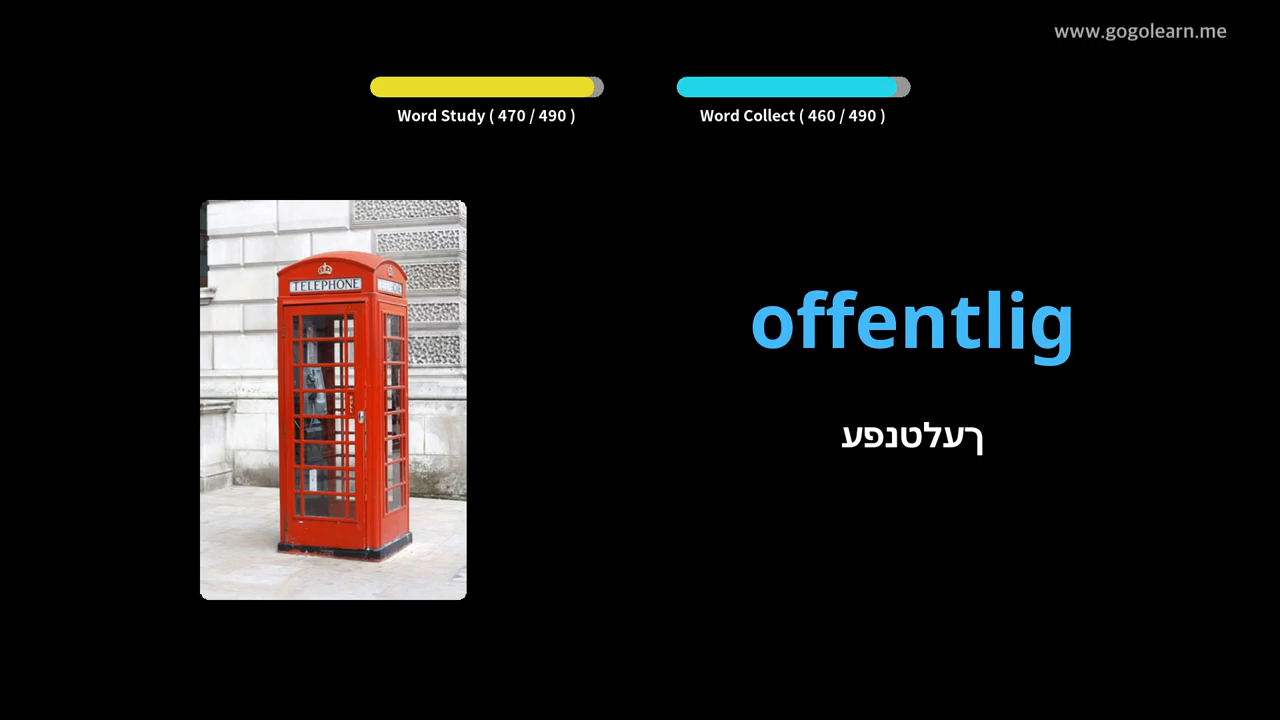 www.gogolearn.me
Word Study ( 470 / 490 )
Word Collect ( 460 / 490 )
TELEPHONE
offentlig
ךעלטנפע